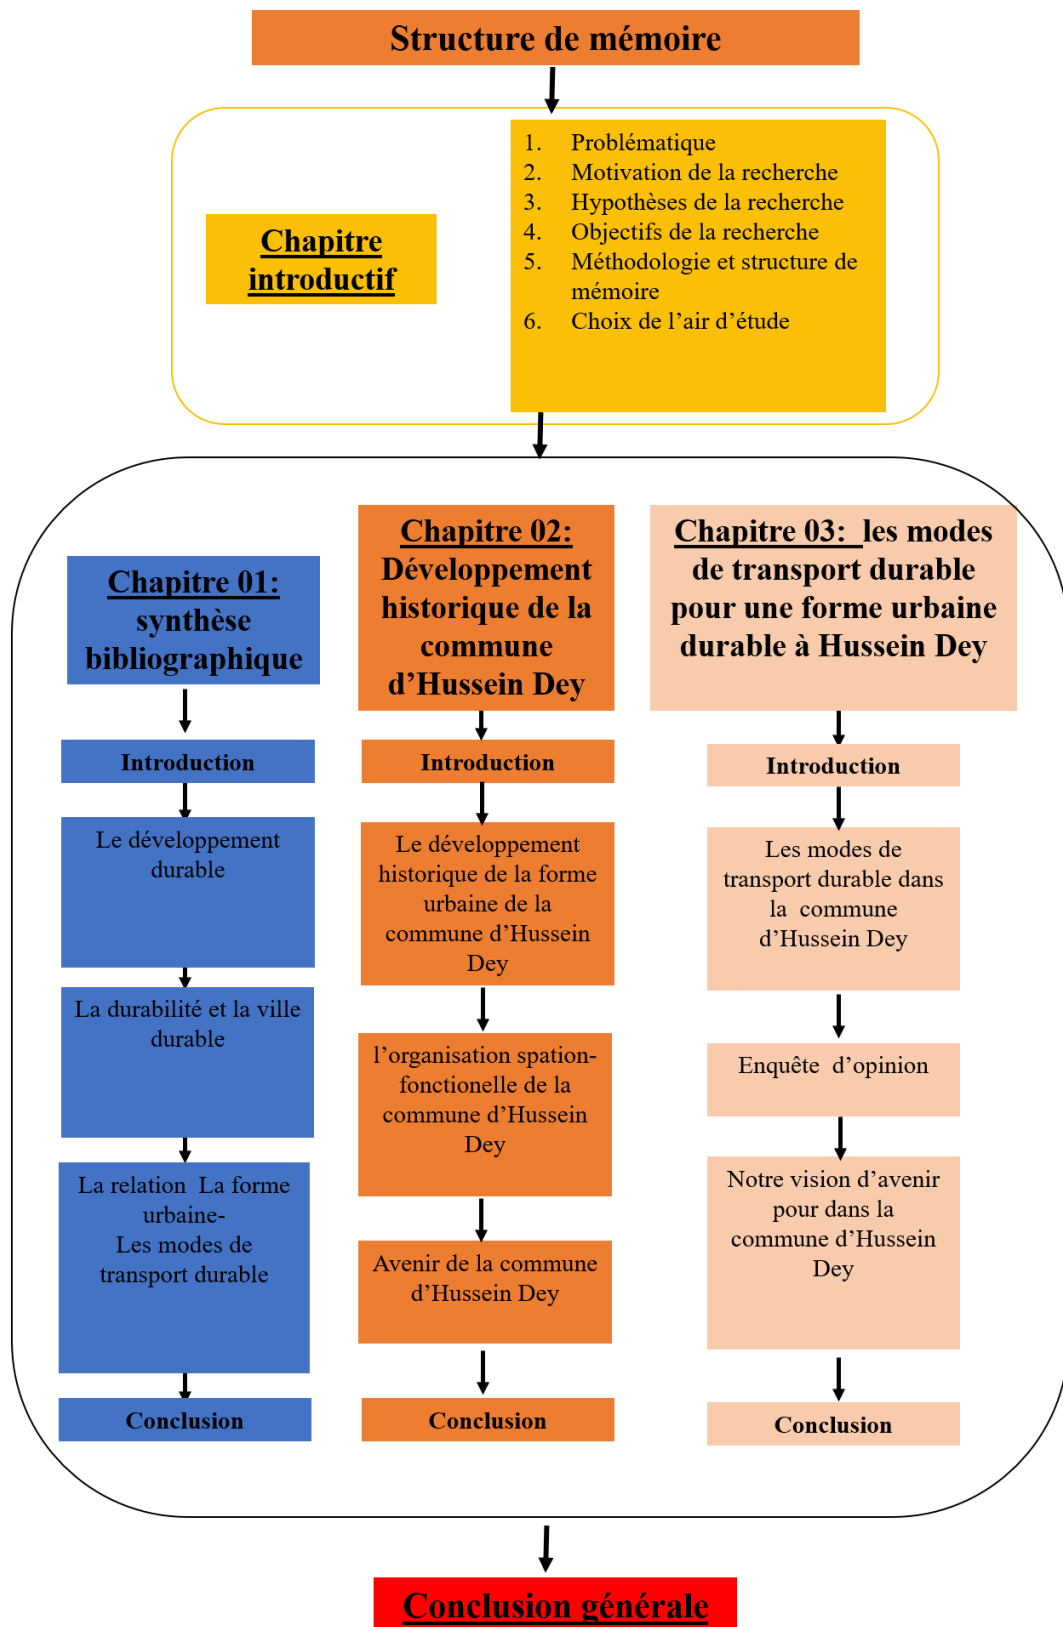 Structure de mémoire
Chapitre
introductif
1. Problématique
2. Motivation de la recherche
3. Hypothèses de la recherche
4. Objectifs de la recherche
5. Méthodologie et structure de
mémoire
6. Choix de l’air d’étude
Chapitre 01:
synthèse
bibliographique
Introduction
Le développement
durable
La durabilité et la ville
durable
La relation La forme
urbaine-
Les modes de
transport durable
Conclusion
Chapitre 02:
Développement
historique de la
commune
d’Hussein Dey
Introduction
Le développement
historique de la forme
urbaine de la
commune d’Hussein
Dey
l’organisation spation-
fonctionelle de la
commune d’Hussein
Dey
Avenir de la commune
d’Hussein Dey
Conclusion
Chapitre 03: les modes
de transport durable
pour une forme urbaine
durable à Hussein Dey
Introduction
Les modes de
transport durable dans
la commune
d’Hussein Dey
Enquête d’opinion
Notre vision d’avenir
pour dans la
commune d’Hussein
Dey
Conclusion
Conclusion générale